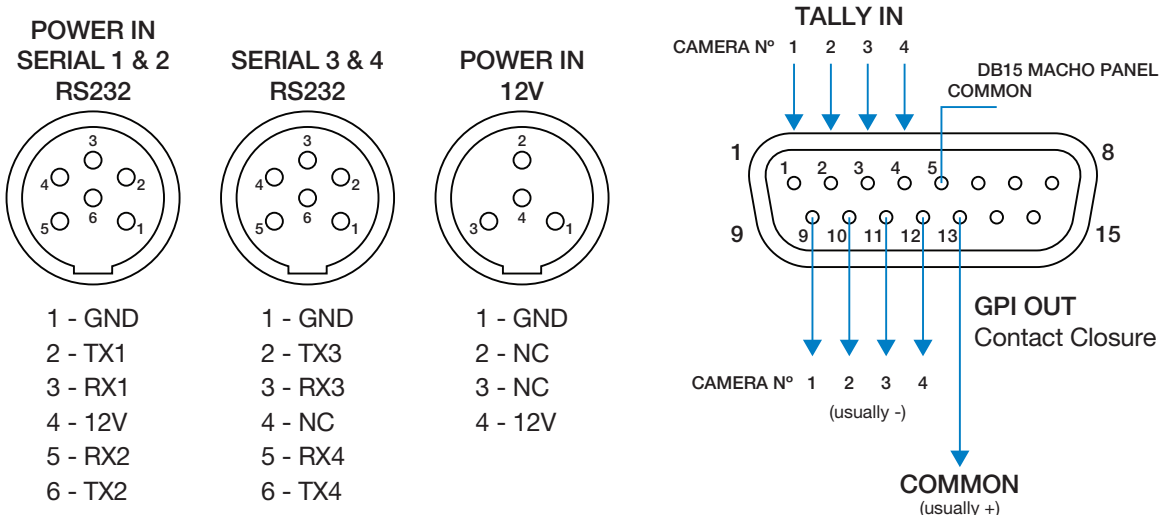 POWER IN
SERIAL 1 & 2
RS232
3
4
2
6
5
1
1 - GND
2 - TX1
3 - RX1
4 - 12V
5 - RX2
6 - TX2
SERIAL 3 & 4
RS232
3
4
2
6
5
1
1 - GND
2 - TX3
3 - RX3
4 - NC
5 - RX4
6 - TX4
POWER IN
12V
2
4
3
1
1 - GND
2 - NC
3 - NC
4 - 12V
TALLY IN
CAMERA Nº 1 2 3 4
DB15 MACHO PANEL
COMMON
1 8
1 2 3 4 5
9 10 11 12 13
9 15
GPI OUT
Contact Closure
CAMERA Nº 1 2 3 4
(usually -)
COMMON
(usually +)